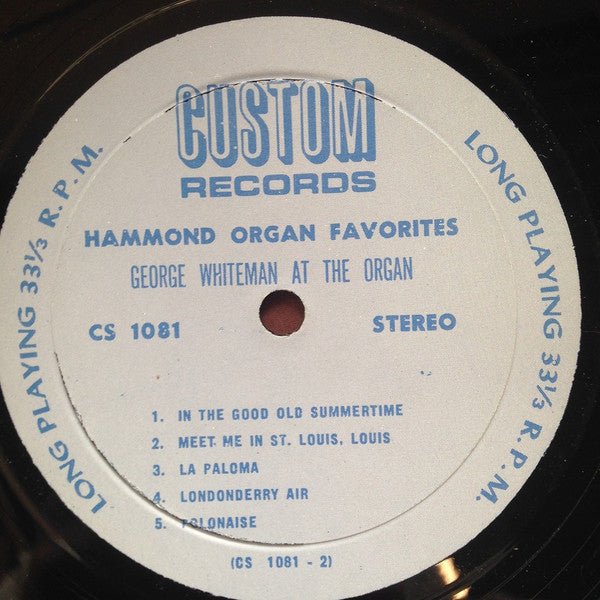 CUSTOM
RECORDS
HAMMOND ORGAN FAVORITES
GEORGE WHITEMAN AT THE ORGAN
CS 1081
STEREO
1. IN THE GOOD OLD SUMMERTIME
2. MEET ME IN ST. LOUIS, LOUIS
3. LA PALOMA
4. LONDONDERRY AIR
5. POLONAISE
(CS 1081 - 2)
LONG PLAYING 33⅓ R.P.M.
LONG PLAYING 33⅓ R.P.M.